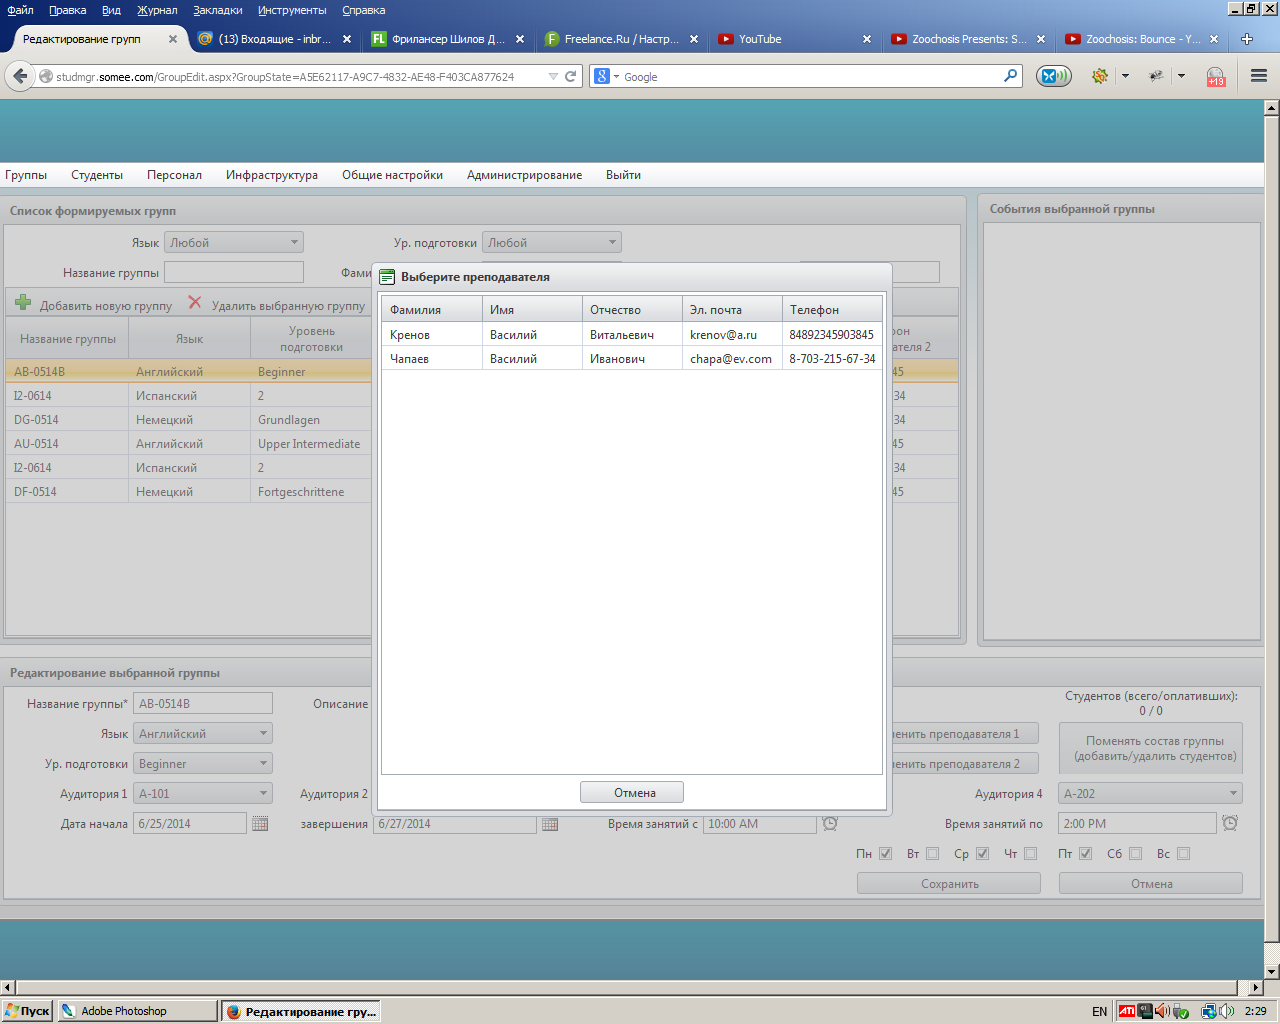 Файл Правка Вид Журнал Закладки Инструменты Справка
Редактирование групп
(13) Входящие - inbr...
FL Фрилансер Шилов Д...
F Freelance.Ru / Настр...
YouTube
Zoochosis Presents: S...
Zoochosis: Bounce - Y...
studmgr.somee.com/GroupEdit.aspx?GroupState=A5E62117-A9C7-4832-AE48-F403CA877624
8 Google
+19
Группы Студенты Персонал Инфраструктура Общие настройки Администрирование Выйти
Список формируемых групп
События выбранной группы
Язык Любой Ур. подготовки Любой
Название группы
Добавить новую группу Удалить выбранную группу
Название группы Язык Уровень подготовки
AB-0514B Английский Beginner 45
I2-0614 Испанский 2 34
DG-0514 Немецкий Grundlagen 34
AU-0514 Английский Upper Intermediate 45
I2-0614 Испанский 2 34
DF-0514 Немецкий Fortgeschrittene 45
Выберите преподавателя
Фамилия Имя Отчество Эл. почта Телефон
Кренов Василий Витальевич krenov@a.ru 84892345903845
Чапаев Василий Иванович chapa@ev.com 8-703-215-67-34
Отмена
Редактирование выбранной группы
Название группы* AB-0514B Описание
Студентов (всего/оплативших):
0 / 0
Язык Английский
преподавателя 1
Поменять состав группы
(добавить/удалить студентов)
Ур. подготовки Beginner
преподавателя 2
Аудитория 1 A-101 Аудитория 2 Аудитория 4 A-202
Дата начала 6/25/2014 завершения 6/27/2014 Время занятий с 10:00 AM Время занятий по 2:00 PM
Пн Вт Ср Чт Пт Сб Вс
Сохранить Отмена
Пуск Adobe Photoshop Редактирование гру... EN ATI 2:29